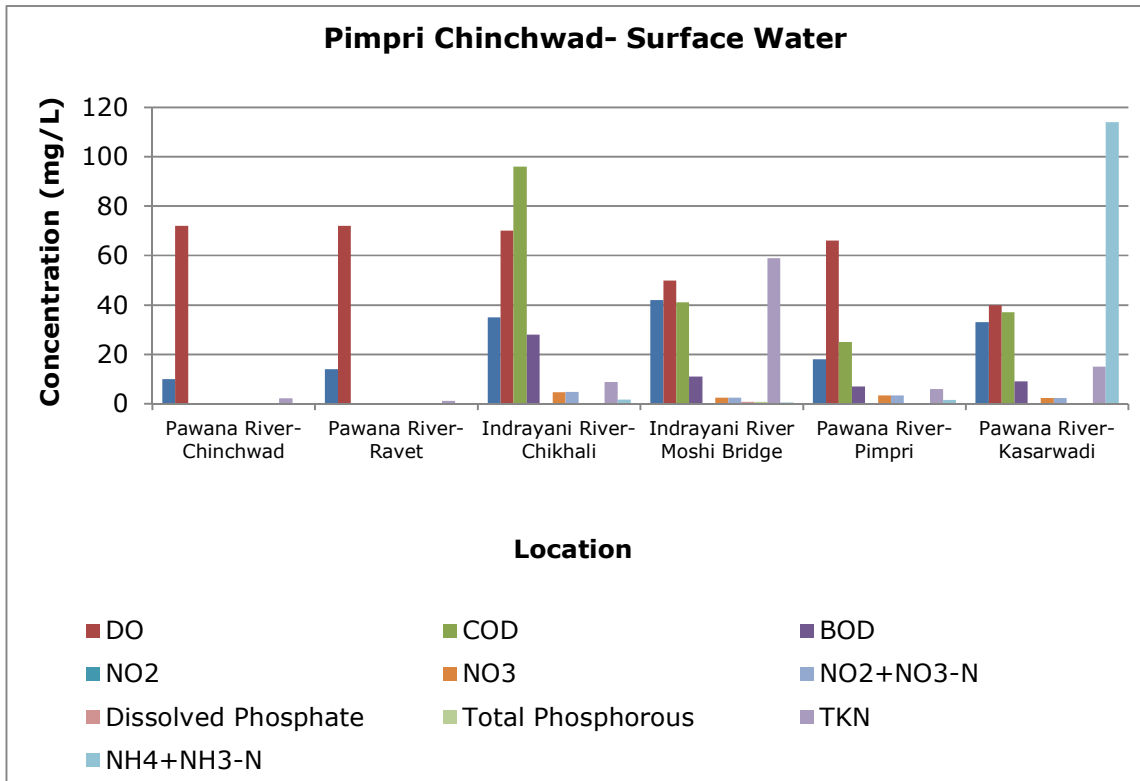 Pimpri Chinchwad- Surface Water
Concentration (mg/L)
120
100
80
60
40
20
0
Pawana River-
Chinchwad
Pawana River-
Ravet
Indrayani River-
Chikhali
Indrayani River
Moshi Bridge
Pawana River-
Pimpri
Pawana River-
Kasarwadi
Location
DO
COD
BOD
NO2
NO3
NO2+NO3-N
Dissolved Phosphate
Total Phosphorous
TKN
NH4+NH3-N